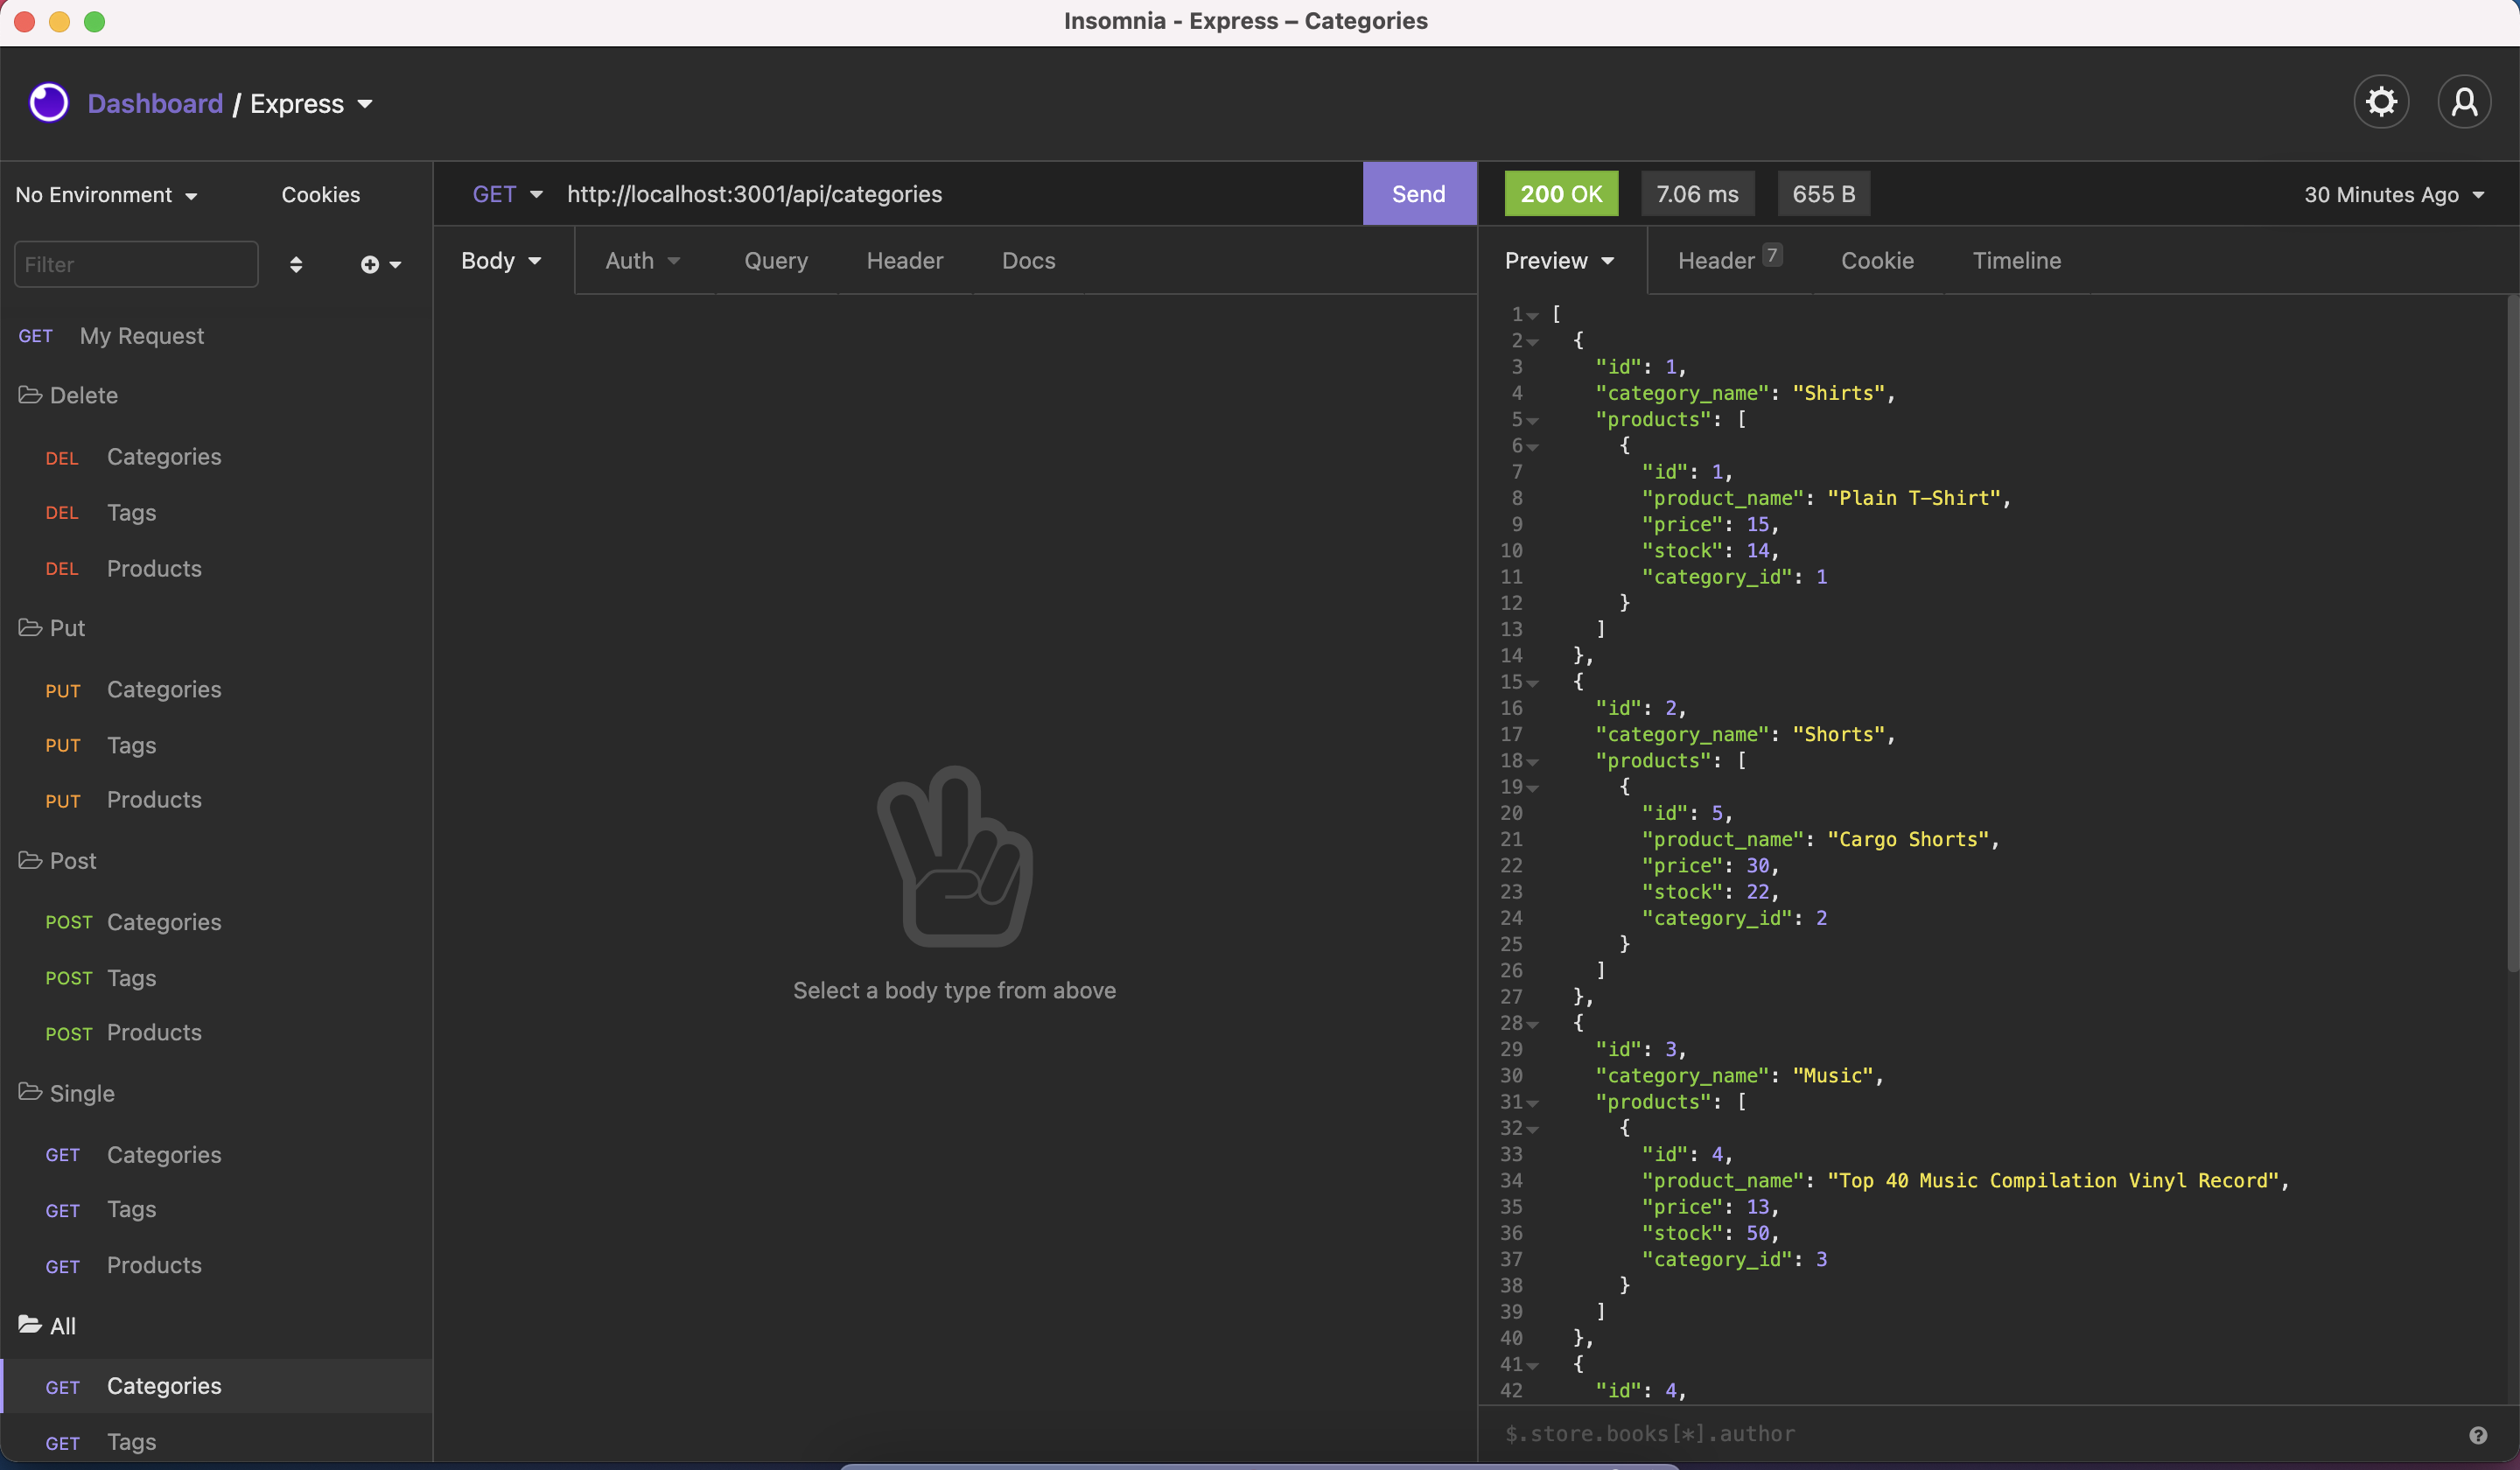 Insomnia - Express – Categories
Dashboard / Express
No Environment
Cookies
Filter
GET My Request
Delete
DEL Categories
DEL Tags
DEL Products
Put
PUT Categories
PUT Tags
PUT Products
Post
POST Categories
POST Tags
POST Products
Single
GET Categories
GET Tags
GET Products
All
GET Categories
GET Tags
GET http://localhost:3001/api/categories Send
Body Auth Query Header Docs
Select a body type from above
200 OK 7.06 ms 655 B 30 Minutes Ago
Preview Header 7 Cookie Timeline
1 [
2 {
3 "id": 1,
4 "category_name": "Shirts",
5 "products": [
6 {
7 "id": 1,
8 "product_name": "Plain T-Shirt",
9 "price": 15,
10 "stock": 14,
11 "category_id": 1
12 }
13 ]
14 },
15 {
16 "id": 2,
17 "category_name": "Shorts",
18 "products": [
19 {
20 "id": 5,
21 "product_name": "Cargo Shorts",
22 "price": 30,
23 "stock": 22,
24 "category_id": 2
25 }
26 ]
27 },
28 {
29 "id": 3,
30 "category_name": "Music",
31 "products": [
32 {
33 "id": 4,
34 "product_name": "Top 40 Music Compilation Vinyl Record",
35 "price": 13,
36 "stock": 50,
37 "category_id": 3
38 }
39 ]
40 },
41 {
42 "id": 4,
$.store.books[*].author